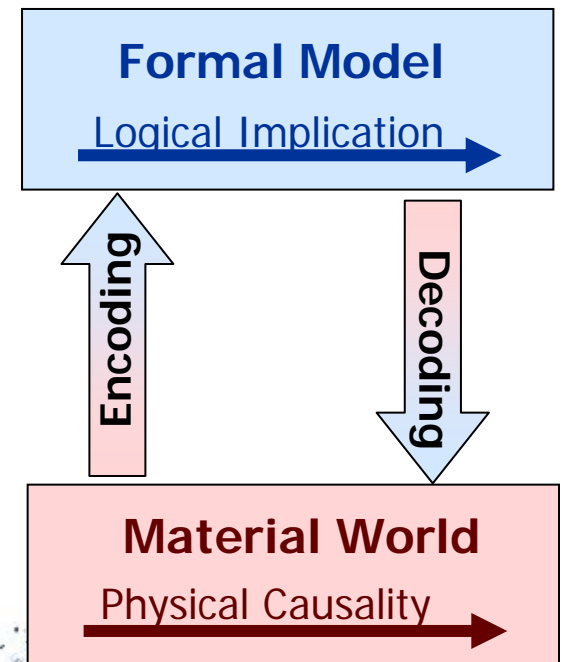 Formal Model
Logical Implication
Encoding
Decoding
Material World
Physical Causality